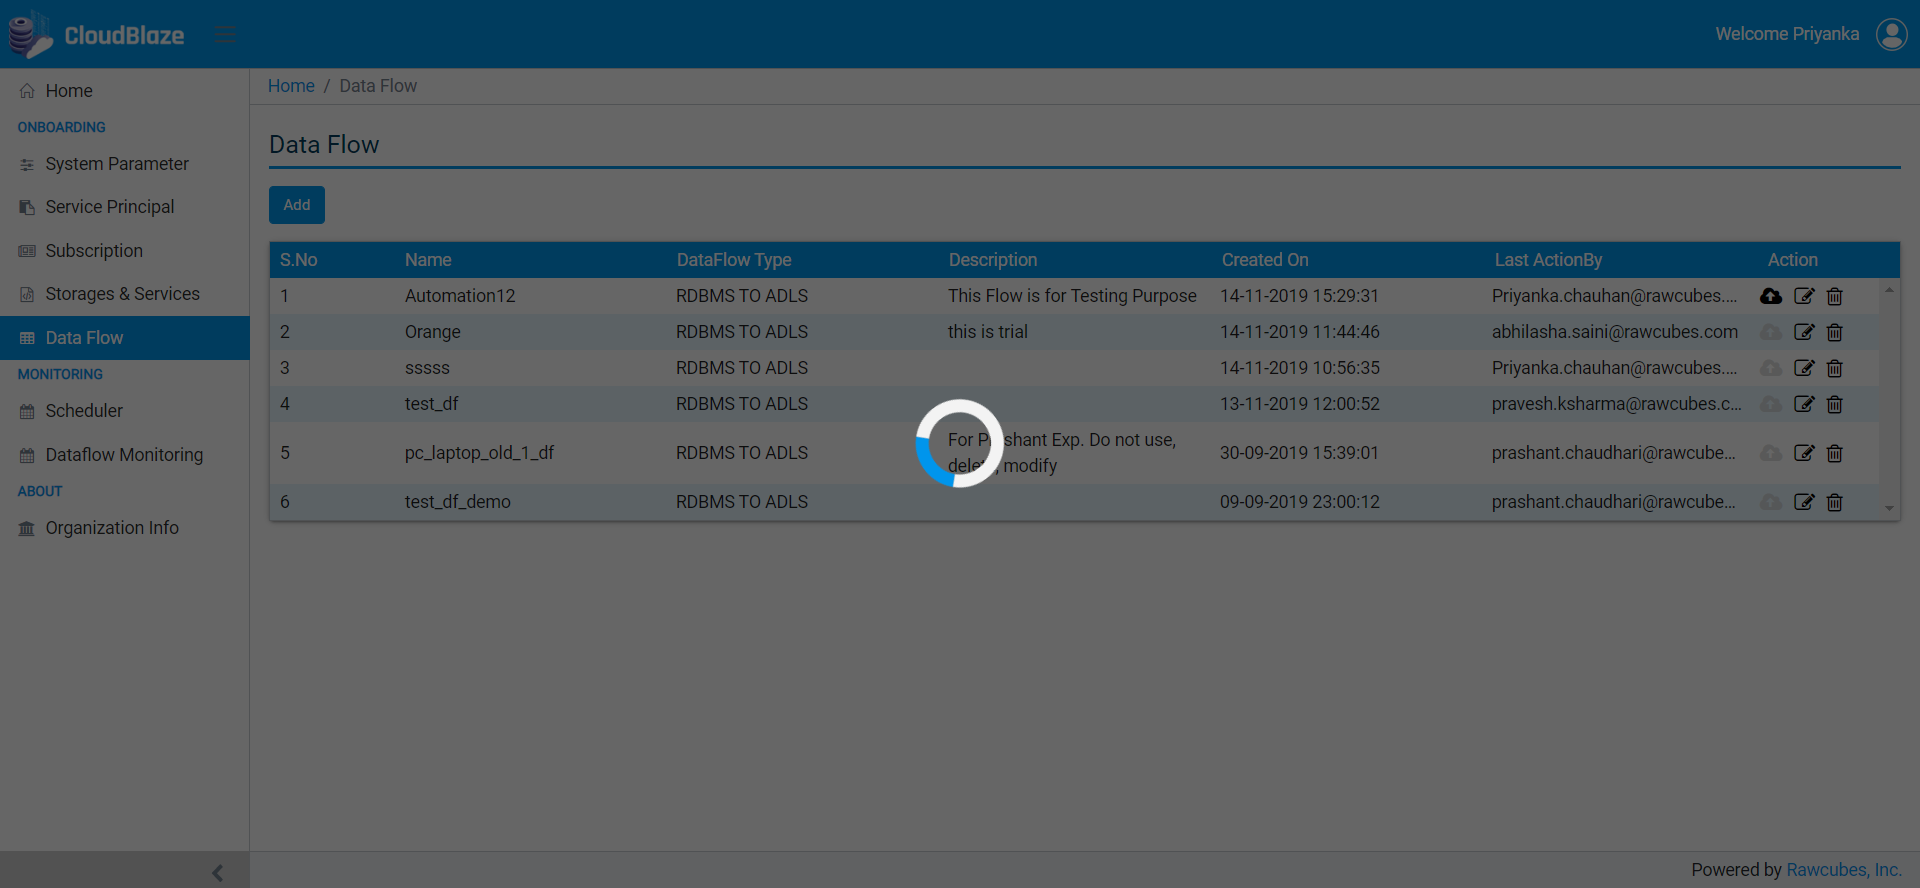 CloudBlaze
Welcome Priyanka
Home
ONBOARDING
System Parameter
Service Principal
Subscription
Storages & Services
Data Flow
MONITORING
Scheduler
Dataflow Monitoring
ABOUT
Organization Info
Home / Data Flow
Data Flow
Add
S.No Name DataFlow Type Description Created On Last ActionBy Action
1 Automation12 RDBMS TO ADLS This Flow is for Testing Purpose 14-11-2019 15:29:31 Priyanka.chauhan@rawcubes....
2 Orange RDBMS TO ADLS this is trial 14-11-2019 11:44:46 abhilasha.saini@rawcubes.com
3 sssss RDBMS TO ADLS 14-11-2019 10:56:35 Priyanka.chauhan@rawcubes....
4 test_df RDBMS TO ADLS 13-11-2019 12:00:52 pravesh.ksharma@rawcubes.c...
5 pc_laptop_old_1_df RDBMS TO ADLS For Prashant Exp. Do not use, delete, modify 30-09-2019 15:39:01 prashant.chaudhari@rawcube...
6 test_df_demo RDBMS TO ADLS 09-09-2019 23:00:12 prashant.chaudhari@rawcube...
Powered by Rawcubes, Inc.